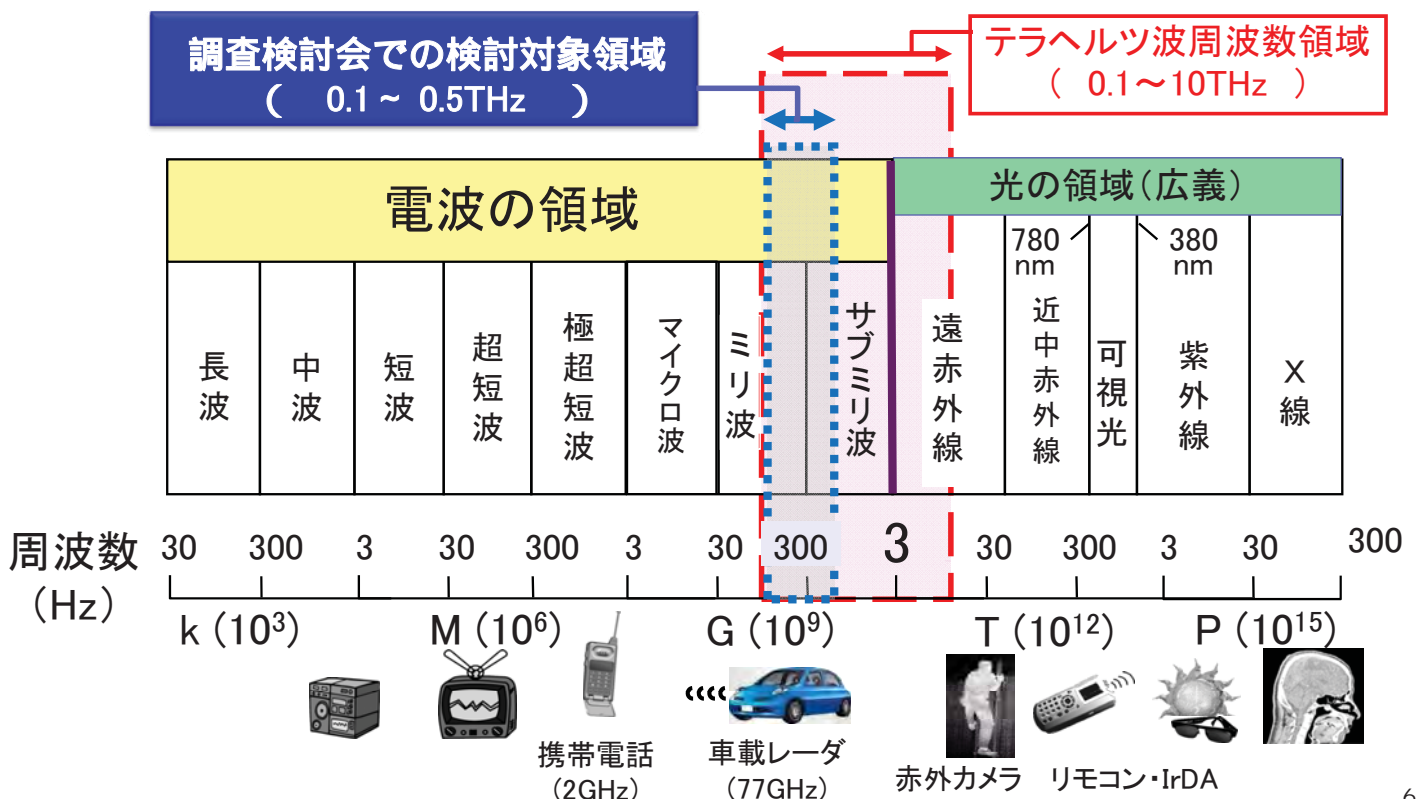 調査検討会での検討対象領域
( 0.1 ~ 0.5THz )
テラヘルツ波周波数領域
( 0.1～10THz )
電波の領域
光の領域(広義)
780
nm
380
nm
長波
中波
短波
超短波
極超短波
マイクロ波
ミリ波
サブミリ波
遠赤外線
近中赤外線
可視光
紫外線
X線
周波数
(Hz)
30 300 3 30 300 3 30 300 3 30 300 3 30 300
k (10³) M (10⁶) G (10⁹) T (10¹²) P (10¹⁵)
携帯電話
(2GHz)
車載レーダ
(77GHz)
赤外カメラ
リモコン・IrDA
6